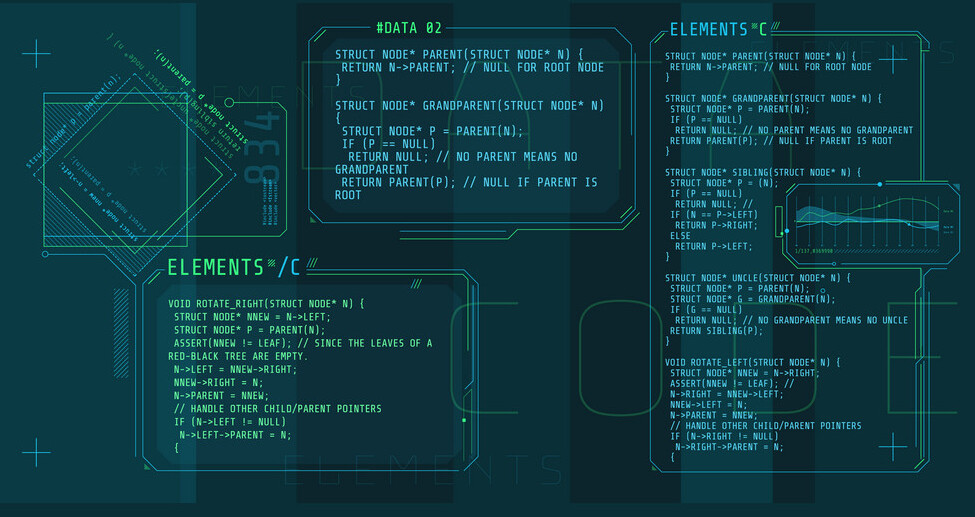 #DATA 02
STRUCT NODE* PARENT(STRUCT NODE* N) {
RETURN N->PARENT; // NULL FOR ROOT NODE
}
STRUCT NODE* GRANDPARENT(STRUCT NODE* N)
{
STRUCT NODE* P = PARENT(N);
IF (P == NULL)
RETURN NULL; // NO PARENT MEANS NO
GRANDPARENT
RETURN PARENT(P); // NULL IF PARENT IS
ROOT
ELEMENTS°C
STRUCT NODE* PARENT(STRUCT NODE* N) {
RETURN N->PARENT; // NULL FOR ROOT NODE
}
STRUCT NODE* GRANDPARENT(STRUCT NODE* N) {
STRUCT NODE* P = PARENT(N);
IF (P == NULL)
RETURN NULL; // NO PARENT MEANS NO GRANDPARENT
RETURN PARENT(P); // NULL IF PARENT IS ROOT
}
STRUCT NODE* SIBLING(STRUCT NODE* N) {
STRUCT NODE* P = (N);
IF (P == NULL)
RETURN NULL; //
IF (N == P->LEFT)
RETURN P->RIGHT;
ELSE
RETURN P->LEFT;
}
STRUCT NODE* UNCLE(STRUCT NODE* N) {
STRUCT NODE* P = PARENT(N);
STRUCT NODE* G = GRANDPARENT(N);
IF (G == NULL)
RETURN NULL; // NO GRANDPARENT MEANS NO UNCLE
RETURN SIBLING(P);
}
VOID ROTATE_LEFT(STRUCT NODE* N) {
STRUCT NODE* NNEW = N->RIGHT;
ASSERT(NNEW != LEAF); //
N->RIGHT = NNEW->LEFT;
NNEW->LEFT = N;
N->PARENT = NNEW;
// HANDLE OTHER CHILD/PARENT POINTERS
IF (N->RIGHT != NULL)
N->RIGHT->PARENT = N;
{
834
ELEMENTS /C
VOID ROTATE_RIGHT(STRUCT NODE* N) {
STRUCT NODE* NNEW = N->LEFT;
STRUCT NODE* P = PARENT(N);
ASSERT(NNEW != LEAF); // SINCE THE LEAVES OF A
RED-BLACK TREE ARE EMPTY.
N->LEFT = NNEW->RIGHT;
NNEW->RIGHT = N;
N->PARENT = NNEW;
// HANDLE OTHER CHILD/PARENT POINTERS
IF (N->LEFT != NULL)
N->LEFT->PARENT = N;
{
DATA
CODE
ELEMENTS